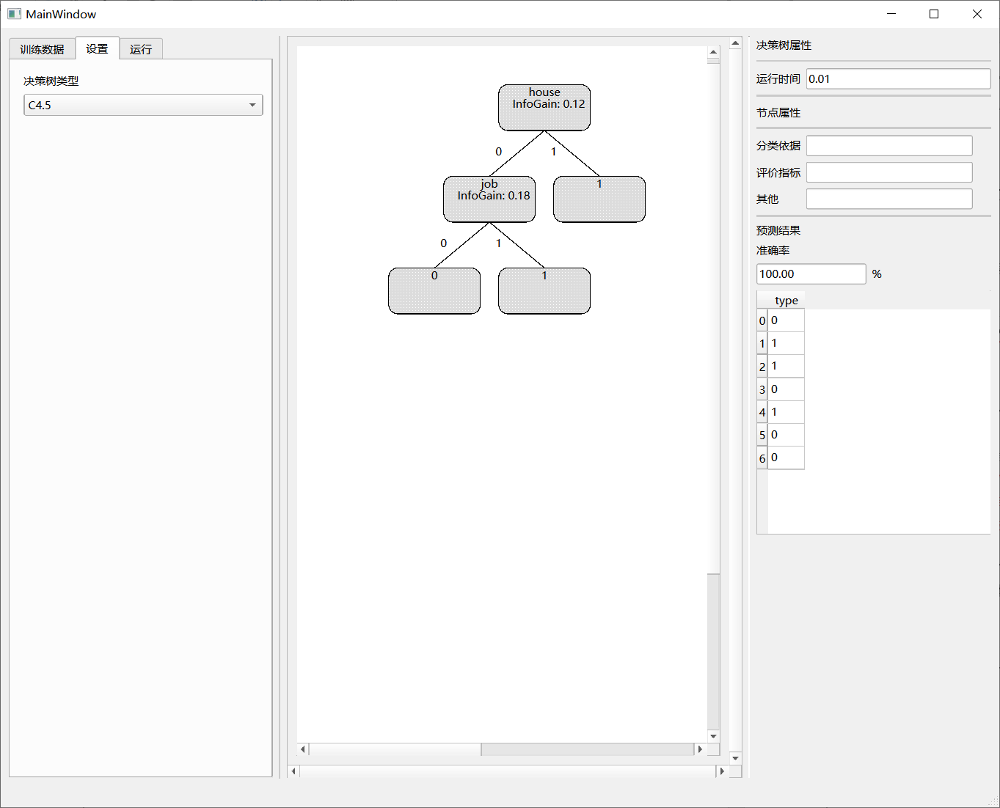 MainWindow
训练数据
设置
运行
决策树类型
C4.5
house
InfoGain: 0.12
0
1
job
InfoGain: 0.18
1
0
1
0
1
决策树属性
运行时间
0.01
节点属性
分类依据
评价指标
其他
预测结果
准确率
100.00 %
type
0 0
1 1
2 1
3 0
4 1
5 0
6 0